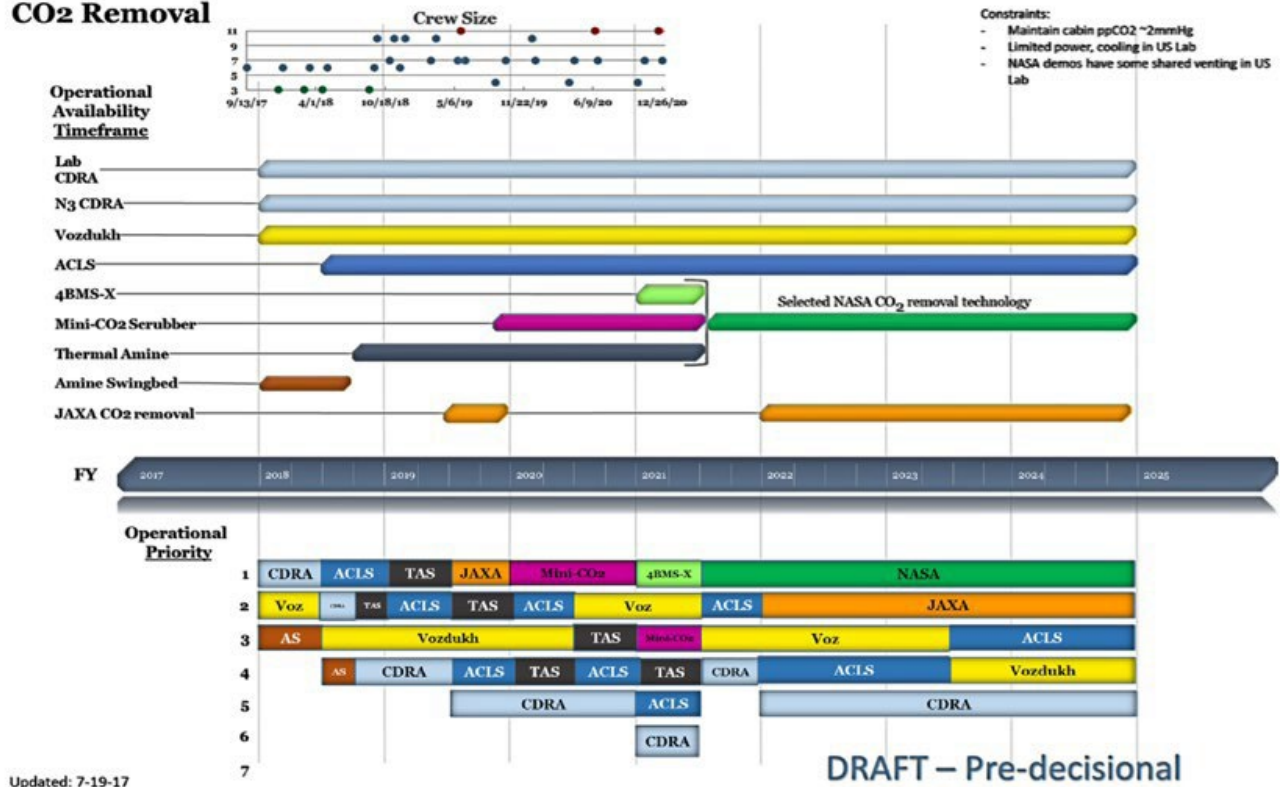 CO2 Removal
Crew Size
11
9
7
5
3
9/13/17 4/1/18 10/18/18 5/6/19 11/22/19 6/9/20 12/26/20
Constraints:
- Maintain cabin ppCO2 ~2mmHg
- Limited power, cooling in US Lab
- NASA demos have some shared venting in US
Lab
Operational
Availability
Timeframe
Lab
CDRA
N3 CDRA
Vozdukh
ACLS
4BMS-X
Selected NASA CO2 removal technology
Mini-CO2 Scrubber
Thermal Amine
Amine Swingbed
JAXA CO2 removal
FY 2017 2018 2019 2020 2021 2022 2023 2024 2025
Operational
Priority
1 CDRA ACLS TAS JAXA Mini-CO2 4BMS-X NASA
2 Voz CDRA TAS ACLS TAS ACLS Voz ACLS JAXA
3 AS Vozdukh TAS Mini-CO2 Voz ACLS
4 AS CDRA ACLS TAS ACLS TAS CDRA ACLS Vozdukh
5 CDRA ACLS CDRA
6 CDRA
7
Updated: 7-19-17
DRAFT – Pre-decisional